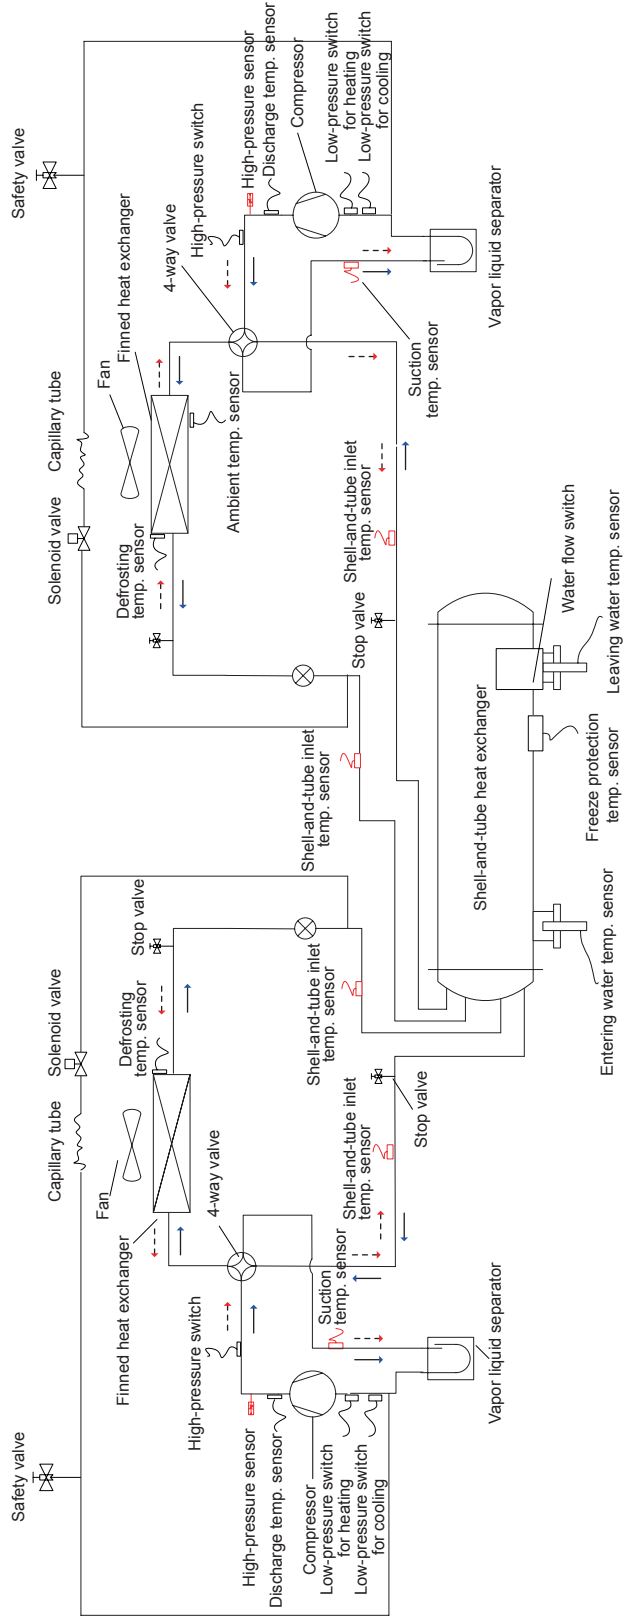 Safety valve
Solenoid valve
Capillary tube
Fan
Finned heat exchanger
4-way valve
High-pressure switch
High-pressure sensor
Discharge temp. sensor
Compressor
Low-pressure switch
for heating
Low-pressure switch
for cooling
Defrosting
temp. sensor
Ambient temp. sensor
Stop valve
Shell-and-tube inlet
temp. sensor
Shell-and-tube inlet
temp. sensor
Suction
temp. sensor
Vapor liquid separator
Shell-and-tube heat exchanger
Water flow switch
Leaving water temp. sensor
Freeze protection
temp. sensor
Entering water temp. sensor
Safety valve
Capillary tube
Solenoid valve
Fan
Finned heat exchanger
Defrosting
temp. sensor
Stop valve
4-way valve
High-pressure switch
High-pressure sensor
Discharge temp. sensor
Compressor
Low-pressure switch
for heating
Low-pressure switch
for cooling
Suction
temp. sensor
Shell-and-tube inlet
temp. sensor
Shell-and-tube inlet
temp. sensor
Stop valve
Vapor liquid separator